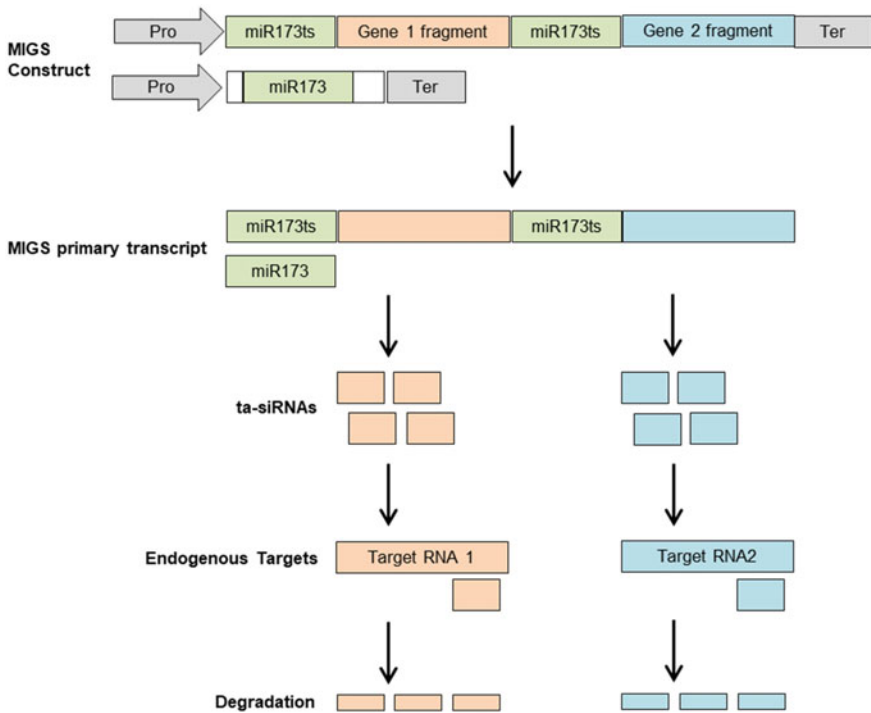 Pro miR173ts Gene 1 fragment miR173ts Gene 2 fragment Ter
MIGS
Construct
Pro miR173 Ter
miR173ts miR173ts
MIGS primary transcript
miR173
ta-siRNAs
Endogenous Targets Target RNA 1 Target RNA2
Degradation